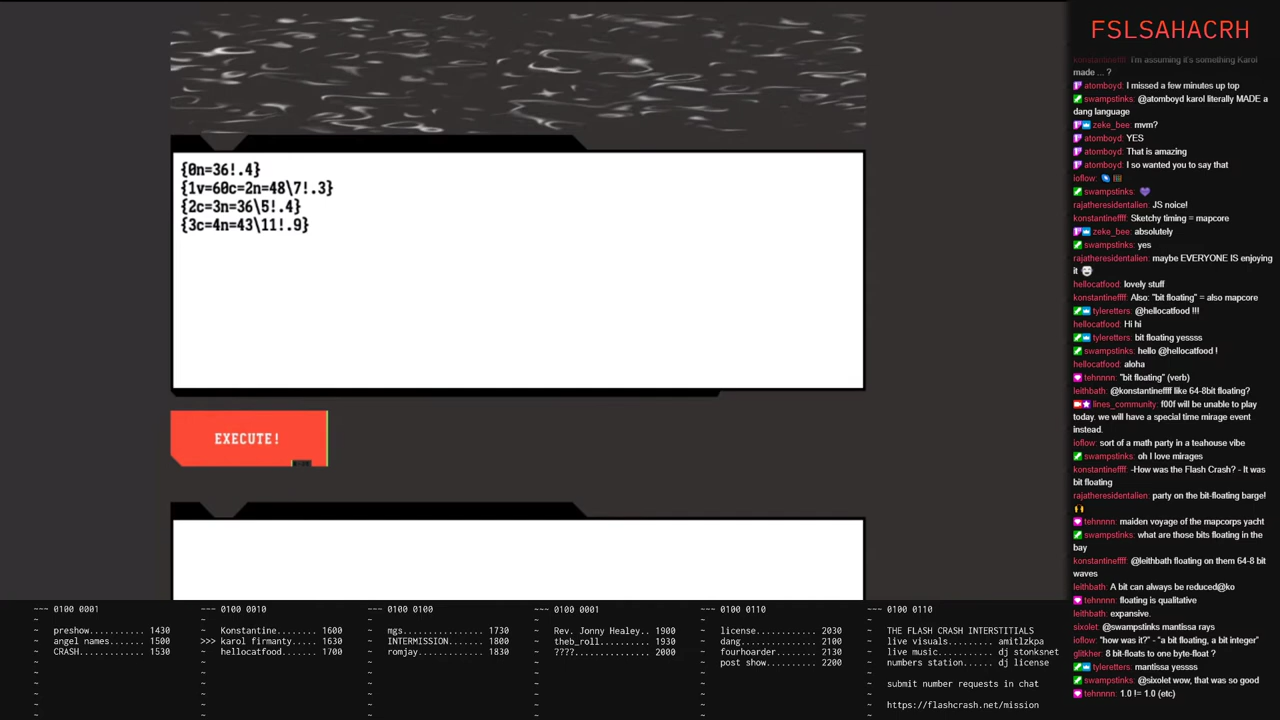 {0n=36!.4}
{1v=60c=2n=48\7!.3}
{2c=3n=36\5!.4}
{3c=4n=43\11!.9}
EXECUTE!
FSLSAHACRH
konstantineffff: I'm assuming it's something Karol
made ... ?
atomboyd: I missed a few minutes up top
swampstinks: @atomboyd karol literally MADE a
dang language
zeke_bee: mvm?
atomboyd: YES
atomboyd: That is amazing
atomboyd: I so wanted you to say that
ioflow:
swampstinks: 💜
rajatheresidentalien: JS noise!
konstantineffff: Sketchy timing = mapcore
zeke_bee: absolutely
swampstinks: yes
rajatheresidentalien: maybe EVERYONE IS enjoying
it
hellocatfood: lovely stuff
konstantineffff: Also: "bit floating" = also mapcore
tyleretters: @hellocatfood !!!
hellocatfood: Hi hi
tyleretters: bit floating yessss
swampstinks: hello @hellocatfood !
hellocatfood: aloha
tehnnn: "bit floating" (verb)
leithbath: @konstantineffff like 64-8bit floating?
lines_community: f00f will be unable to play
today. we will have a special time mirage event
instead.
ioflow: sort of a math party in a teahouse vibe
swampstinks: oh I love mirages
konstantineffff: -How was the Flash Crash? - It was
bit floating
rajatheresidentalien: party on the bit-floating barge!
🙌
tehnnn: maiden voyage of the mapcorps yacht
swampstinks: what are those bits floating in the
bay
konstantineffff: @leithbath floating on them 64-8 bit
waves
leithbath: A bit can always be reduced@ko
tehnnn: floating is qualitative
leithbath: expansive.
sixolet: @swampstinks mantissa rays
ioflow: "how was it?" - "a bit floating, a bit integer"
glitkher: 8 bit-floats to one byte-float ?
tyleretters: mantissa yessss
swampstinks: @sixolet wow, that was so good
tehnnn: 1.0 != 1.0 (etc)
~~~ 0100 0001
preshow.......... 1430
angel names...... 1500
CRASH............ 1530
~~~ 0100 0010
Konstantine....... 1600
>>> karol firmanty.... 1630
hellocatfood...... 1700
~~~ 0100 0100
mgs.............. 1730
INTERMISSION..... 1800
romjay........... 1830
~~~ 0100 0001
Rev. Jonny Healey.. 1900
theb_roll.......... 1930
????............... 2000
~~~ 0100 0110
license.......... 2030
dang............. 2100
fourhoarder...... 2130
post show........ 2200
~~~ 0100 0110
THE FLASH CRASH INTERSTITIALS
live visuals..... amitlzkpa
live music....... dj stonksnet
numbers station...... dj license
submit number requests in chat
https://flashcrash.net/mission